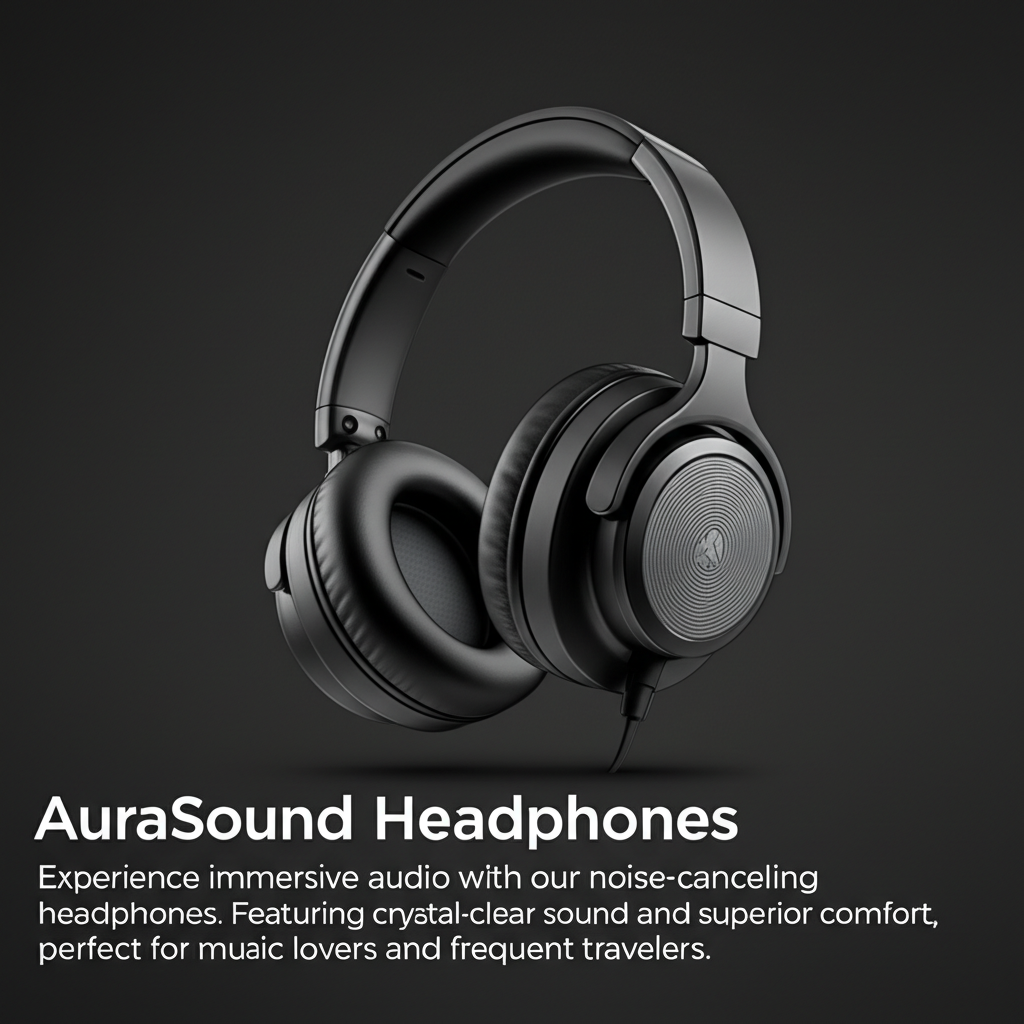 AuraSound Headphones
Experience immersive audio with our noise-canceling
headphones. Featuring cryatal-clear sound and superior comfort,
perfect for muaic lovers and frequent travelers.